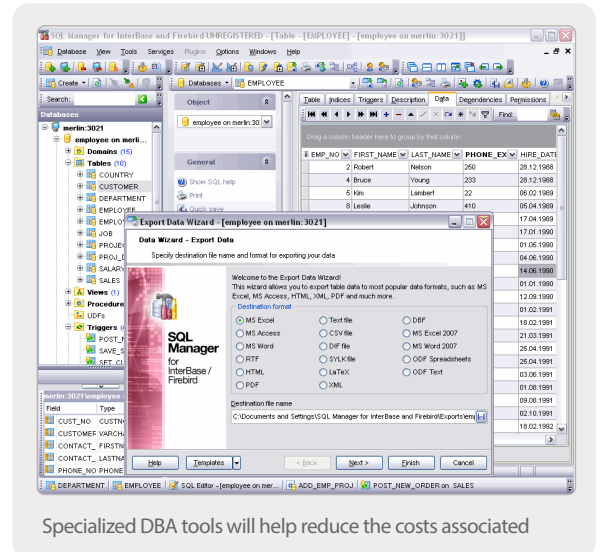 SQL Manager for InterBase and Firebird UNREGISTERED - [Table - [EMPLOYEE] - [employee on merlin:3021]]
Database View Tools Services Plugins Options Windows Help
Create
Databases EMPLOYEE
Search:
Object
Table Indices Triggers Description Data Dependencies Permissions
Databases
Find:
merlin:3021
employee on merli...
employee on merlin:30
Drag a column header here to group by that column
Domains (15)
Tables (10)
General
EMP_NO FIRST_NAME LAST_NAME PHONE_EX HIRE_DATE
COUNTRY
2 Robert Nelson 250 28.12.1988
CUSTOMER
Show SQL help
4 Bruce Young 233 28.12.1988
DEPARTMENT
Print
5 Kim Lambert 22 06.02.1989
EMPLOYEE
Quick save
8 Leslie Johnson 410 05.04.1989
EMPLOY
17.04.1989
JOB
17.01.1990
PROJEC
01.05.1990
PROJ_D
04.06.1990
SALARY
14.06.1990
SALES
01.01.1990
Views (1)
12.09.1990
Procedure
01.02.1991
UDFs
18.02.1991
Triggers
21.03.1991
POST_N
25.04.1991
SAVE_S
25.04.1991
SET_CU
03.06.1991
01.08.1991
09.08.1991
02.10.1991
18.02.1992
Export Data Wizard - [employee on merlin:3021]
Data Wizard - Export Data
Specify destination file name and format for exporting your data
Welcome to the Export Data Wizard!
This wizard allows you to export table data to most popular data formats, such as MS
Excel, MS Access, HTML, XML, PDF and much more.
Destination format
MS Excel Text file DBF
MS Access CSV file MS Excel 2007
MS Word DIF file MS Word 2007
RTF SYLK file ODF Spreadsheets
HTML LaTeX ODF Text
PDF XML
SQL
Manager
for
InterBase /
Firebird
Destination file name
C:\Documents and Settings\SQL Manager for InterBase and Firebird\Exports\em
Help Templates < Back Next > Finish Cancel
merlin:3021\employee
Field Type
CUST_NO CUSTN
CUSTOMER VARCHA
CONTACT_ FIRSTN
CONTACT_ LASTNA
PHONE_NO PHONE
DEPARTMENT EMPLOYEE SQL Editor - [employee on mer... ADD_EMP_PROJ POST_NEW_ORDER on SALES
Specialized DBA tools will help reduce the costs associated